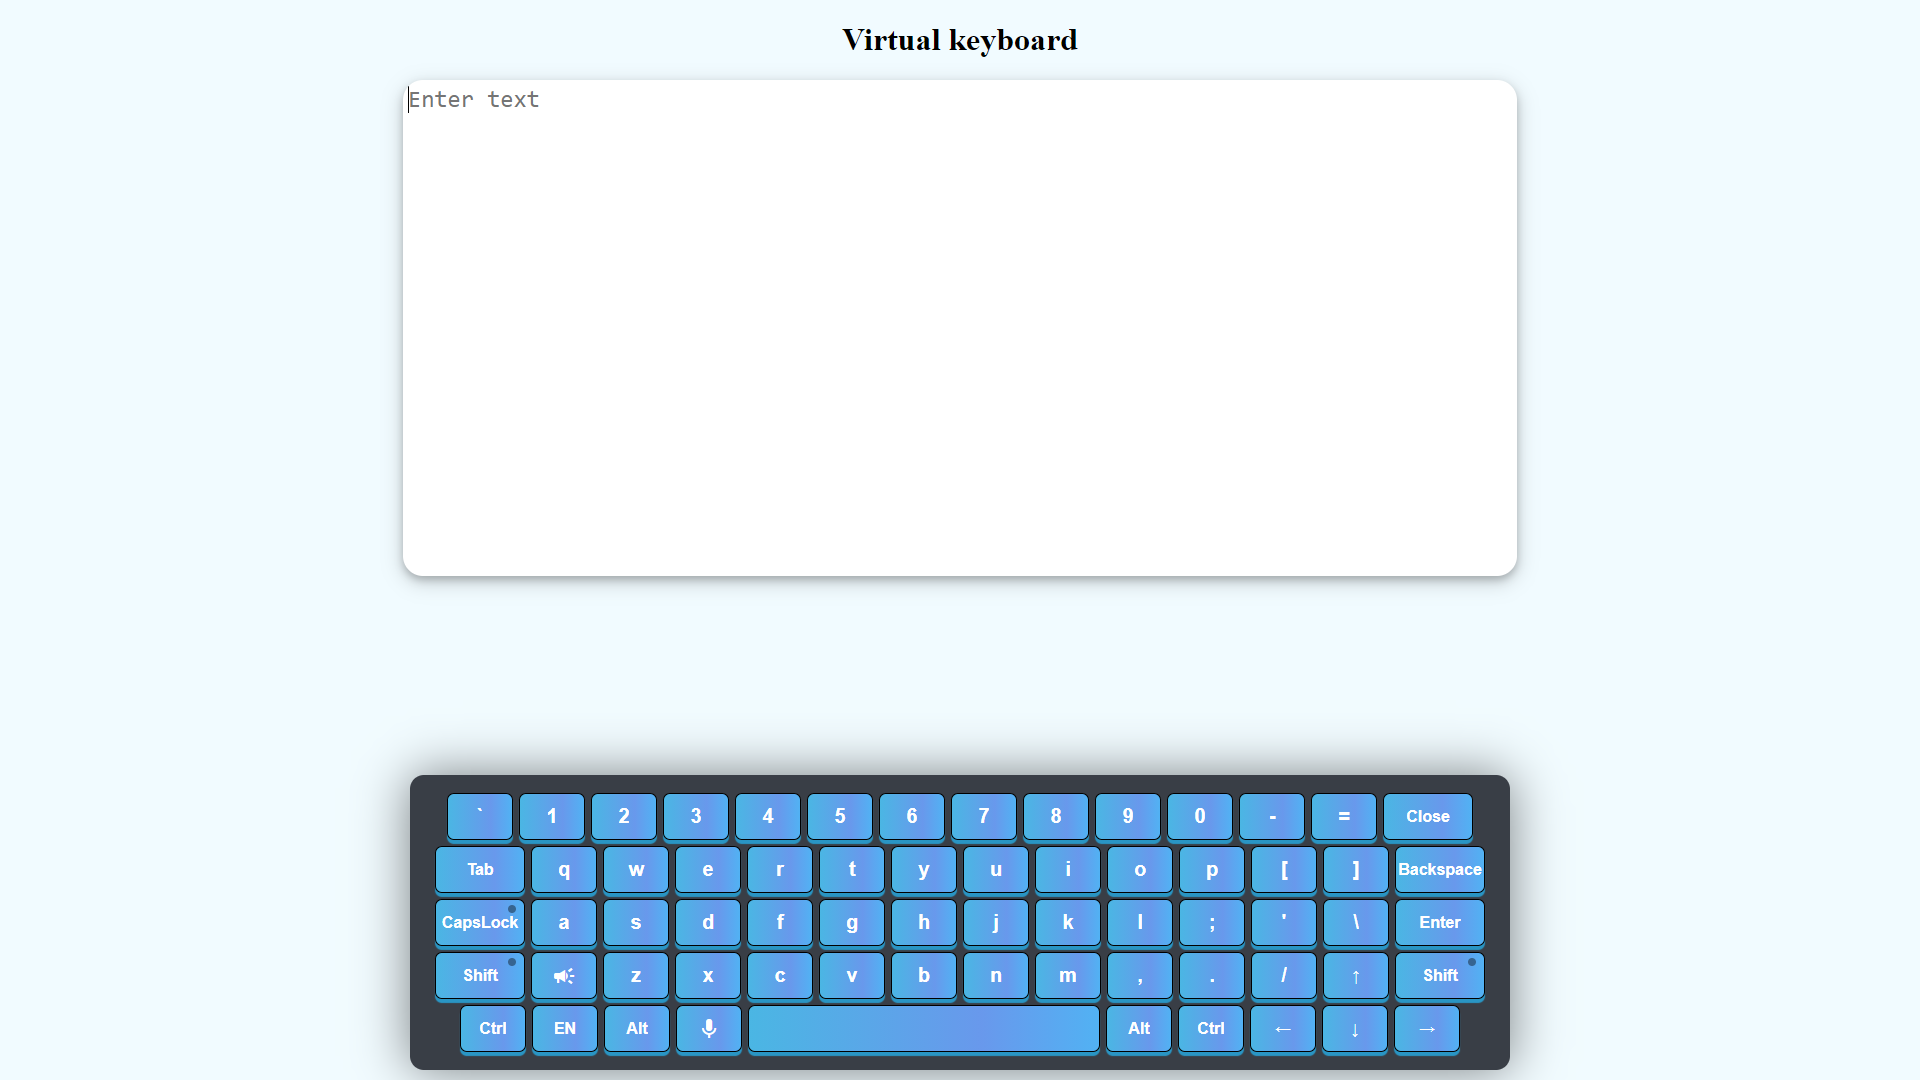 Virtual keyboard
Enter text
` 1 2 3 4 5 6 7 8 9 0 - = Close
Tab q w e r t y u i o p [ ] Backspace
CapsLock a s d f g h j k l ; ' \ Enter
Shift z x c v b n m , . / ↑ Shift
Ctrl EN Alt Alt Ctrl ← ↓ →